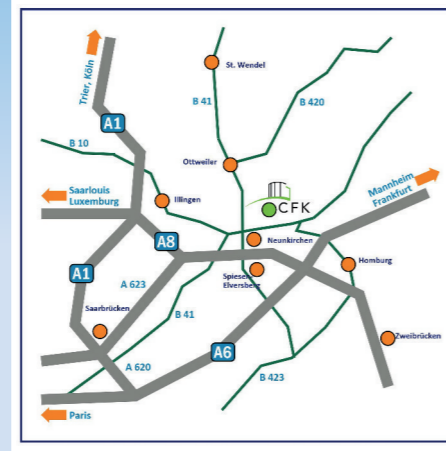 Trier, Köln
St. Wendel
A1
B 41
B 420
B 10
Ottweiler
Saarlouis
Luxemburg
Illingen
CFK
Mannheim
Frankfurt
A8
Neunkirchen
A1
A 623
Spiesen-
Elversberg
Homburg
Saarbrücken
B 41
Zweibrücken
A6
A 620
B 423
Paris